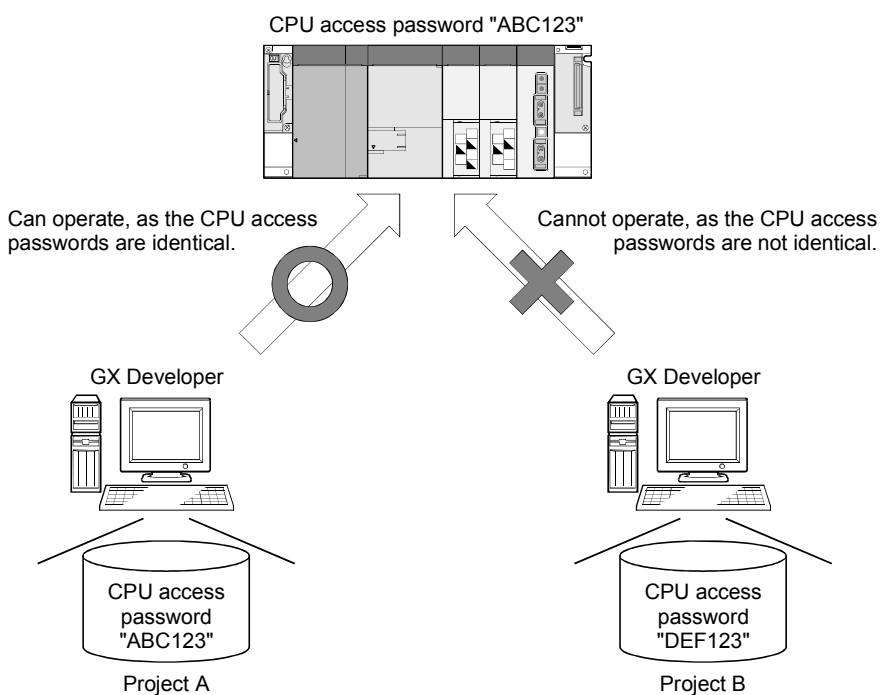 CPU access password "ABC123"
Can operate, as the CPU access
passwords are identical.
Cannot operate, as the CPU access
passwords are not identical.
GX Developer
GX Developer
CPU access
password
"ABC123"
CPU access
password
"DEF123"
Project A
Project B